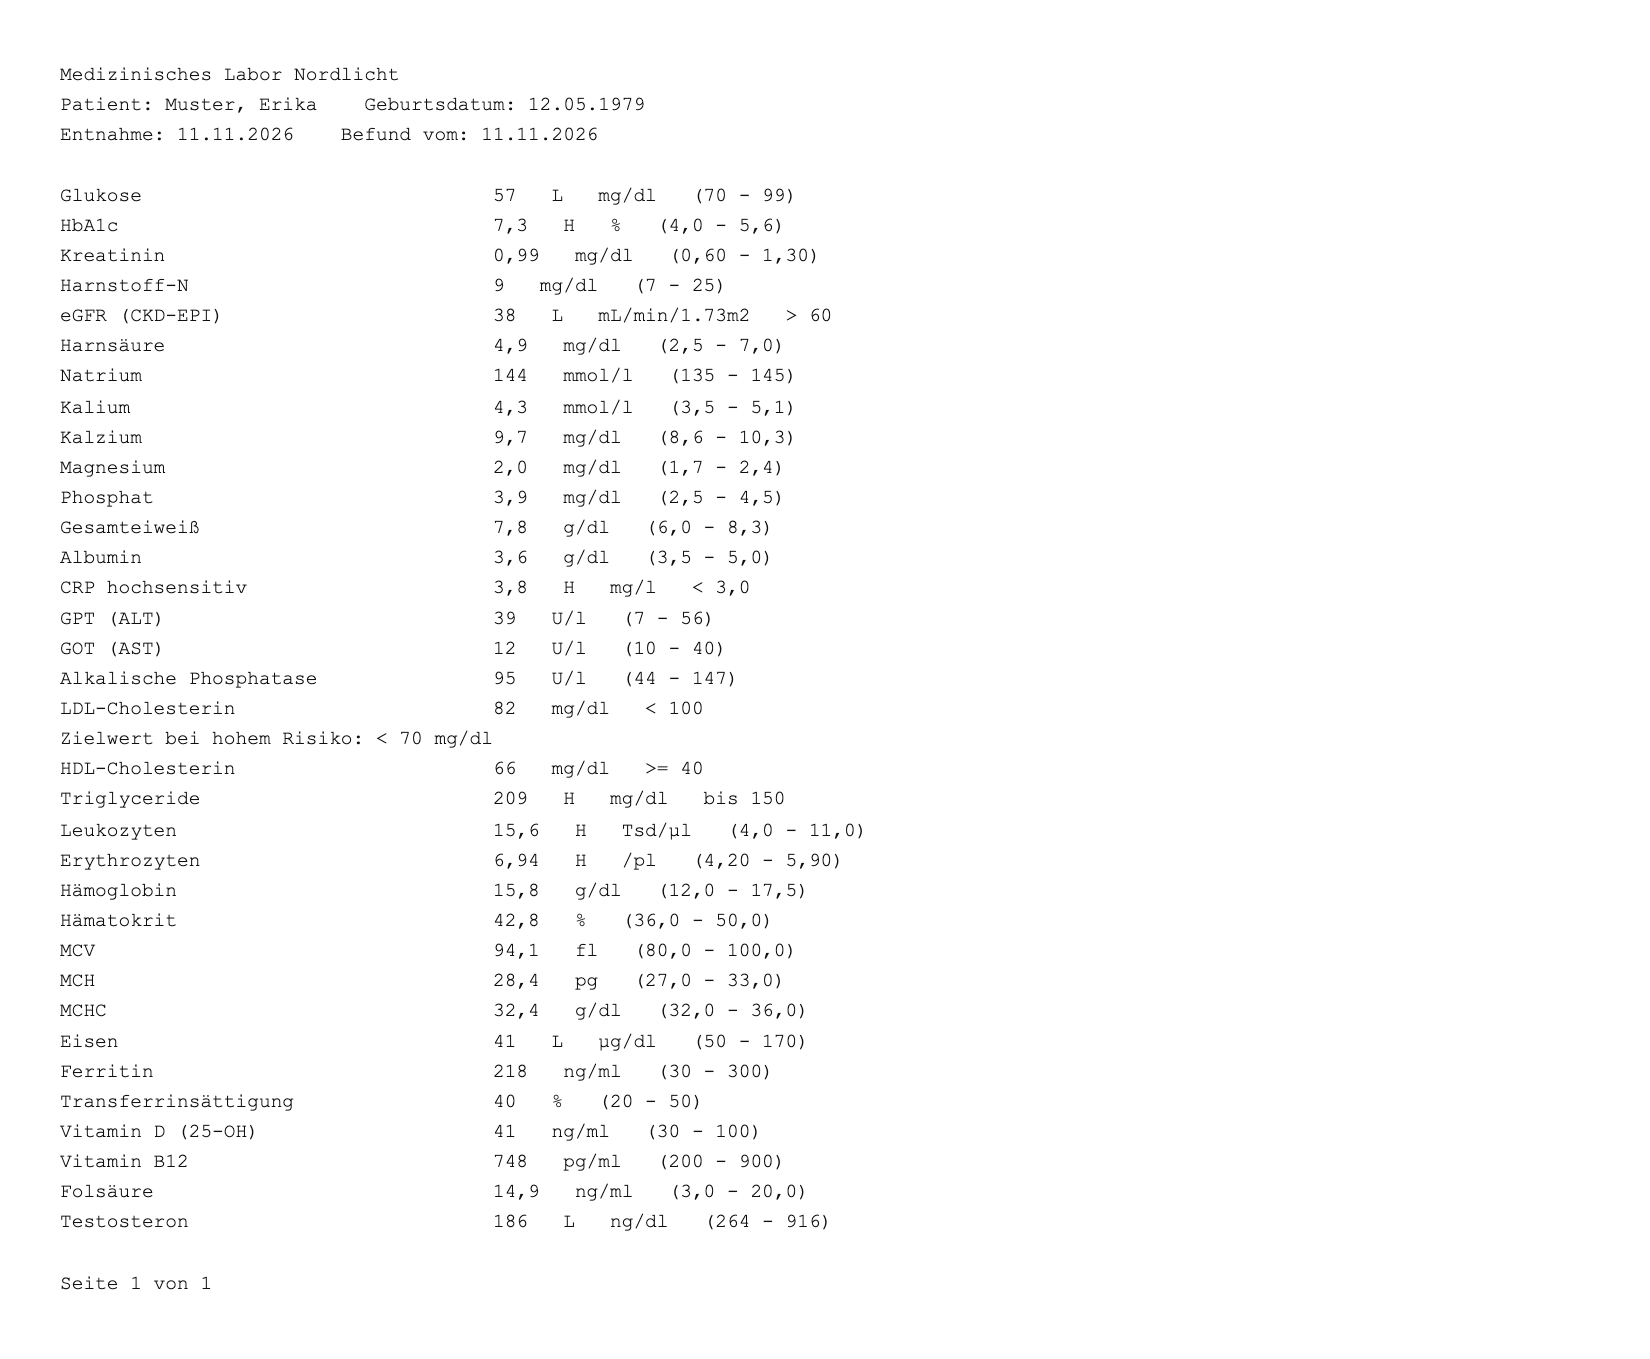 Medizinisches Labor Nordlicht
Patient: Muster, Erika    Geburtsdatum: 12.05.1979
Entnahme: 11.11.2026    Befund vom: 11.11.2026
Glukose    57   L   mg/dl   (70 - 99)
HbA1c    7,3   H   %   (4,0 - 5,6)
Kreatinin    0,99   mg/dl   (0,60 - 1,30)
Harnstoff-N    9   mg/dl   (7 - 25)
eGFR (CKD-EPI)    38   L   mL/min/1.73m2   > 60
Harnsäure    4,9   mg/dl   (2,5 - 7,0)
Natrium    144   mmol/l   (135 - 145)
Kalium    4,3   mmol/l   (3,5 - 5,1)
Kalzium    9,7   mg/dl   (8,6 - 10,3)
Magnesium    2,0   mg/dl   (1,7 - 2,4)
Phosphat    3,9   mg/dl   (2,5 - 4,5)
Gesamteiweiß    7,8   g/dl   (6,0 - 8,3)
Albumin    3,6   g/dl   (3,5 - 5,0)
CRP hochsensitiv    3,8   H   mg/l   < 3,0
GPT (ALT)    39   U/l   (7 - 56)
GOT (AST)    12   U/l   (10 - 40)
Alkalische Phosphatase    95   U/l   (44 - 147)
LDL-Cholesterin    82   mg/dl   < 100
Zielwert bei hohem Risiko: < 70 mg/dl
HDL-Cholesterin    66   mg/dl   >= 40
Triglyceride    209   H   mg/dl   bis 150
Leukozyten    15,6   H   Tsd/µl   (4,0 - 11,0)
Erythrozyten    6,94   H   /pl   (4,20 - 5,90)
Hämoglobin    15,8   g/dl   (12,0 - 17,5)
Hämatokrit    42,8   %   (36,0 - 50,0)
MCV    94,1   fl   (80,0 - 100,0)
MCH    28,4   pg   (27,0 - 33,0)
MCHC    32,4   g/dl   (32,0 - 36,0)
Eisen    41   L   µg/dl   (50 - 170)
Ferritin    218   ng/ml   (30 - 300)
Transferrinsättigung    40   %   (20 - 50)
Vitamin D (25-OH)    41   ng/ml   (30 - 100)
Vitamin B12    748   pg/ml   (200 - 900)
Folsäure    14,9   ng/ml   (3,0 - 20,0)
Testosteron    186   L   ng/dl   (264 - 916)
Seite 1 von 1